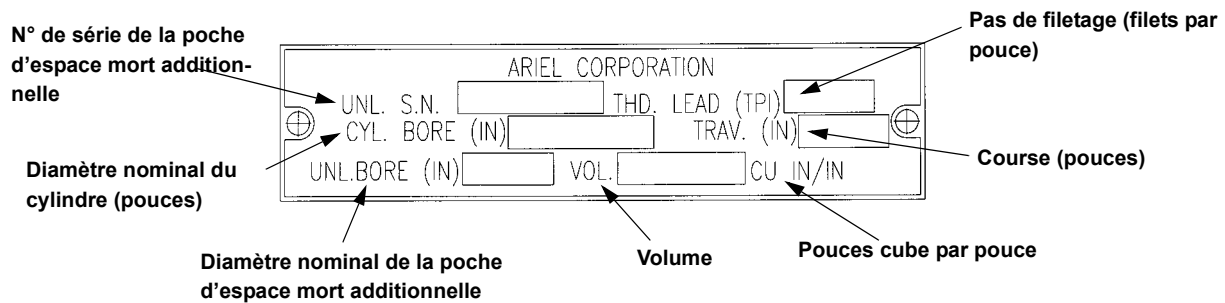 N° de série de la poche
d'espace mort addition-
nelle
Pas de filetage (filets par
pouce)
ARIEL CORPORATION
UNL. S.N. THD. LEAD (TPI)
CYL. BORE (IN) TRAV. (IN)
UNL.BORE (IN) VOL. CU IN/IN
Diamètre nominal du
cylindre (pouces)
Course (pouces)
Diamètre nominal de la poche
d'espace mort additionnelle
Volume
Pouces cube par pouce